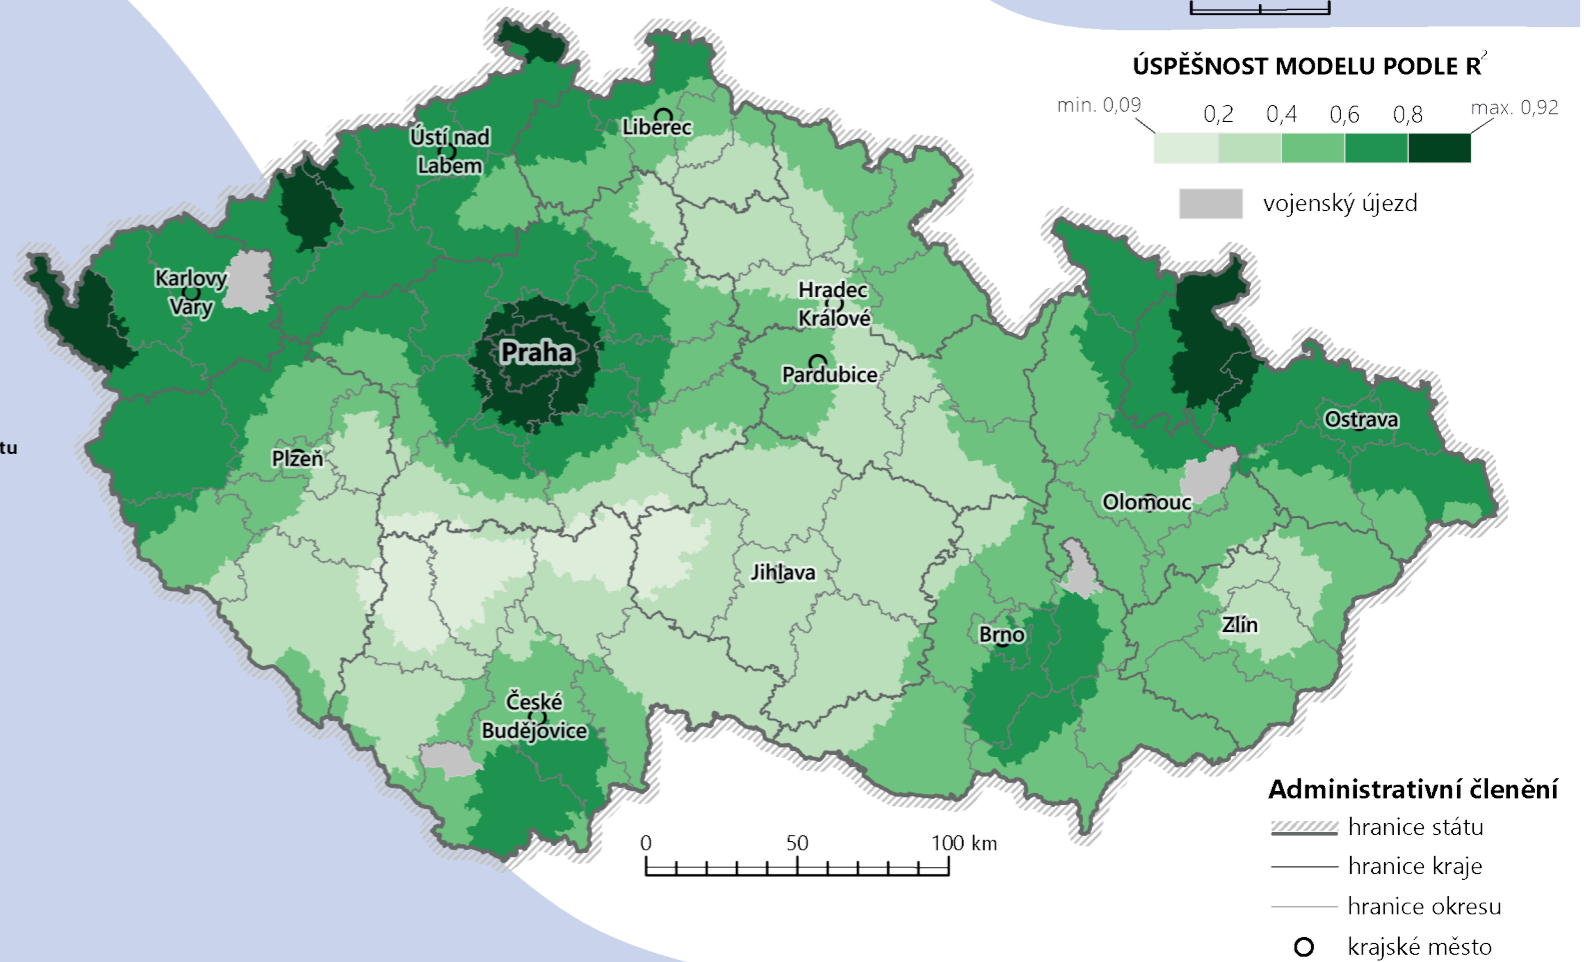 ÚSPĚŠNOST MODELU PODLE R²
min. 0,09
0,2
0,4
0,6
0,8
max. 0,92
vojenský újezd
Liberec
Ústí nad
Labem
Karlovy
Vary
Hradec
Králové
Praha
Pardubice
Ostrava
tu
Plzeň
Olomouc
Jihlava
Zlín
Brno
České
Budějovice
Administrativní členění
hranice státu
hranice kraje
hranice okresu
krajské město
0
50
100 km